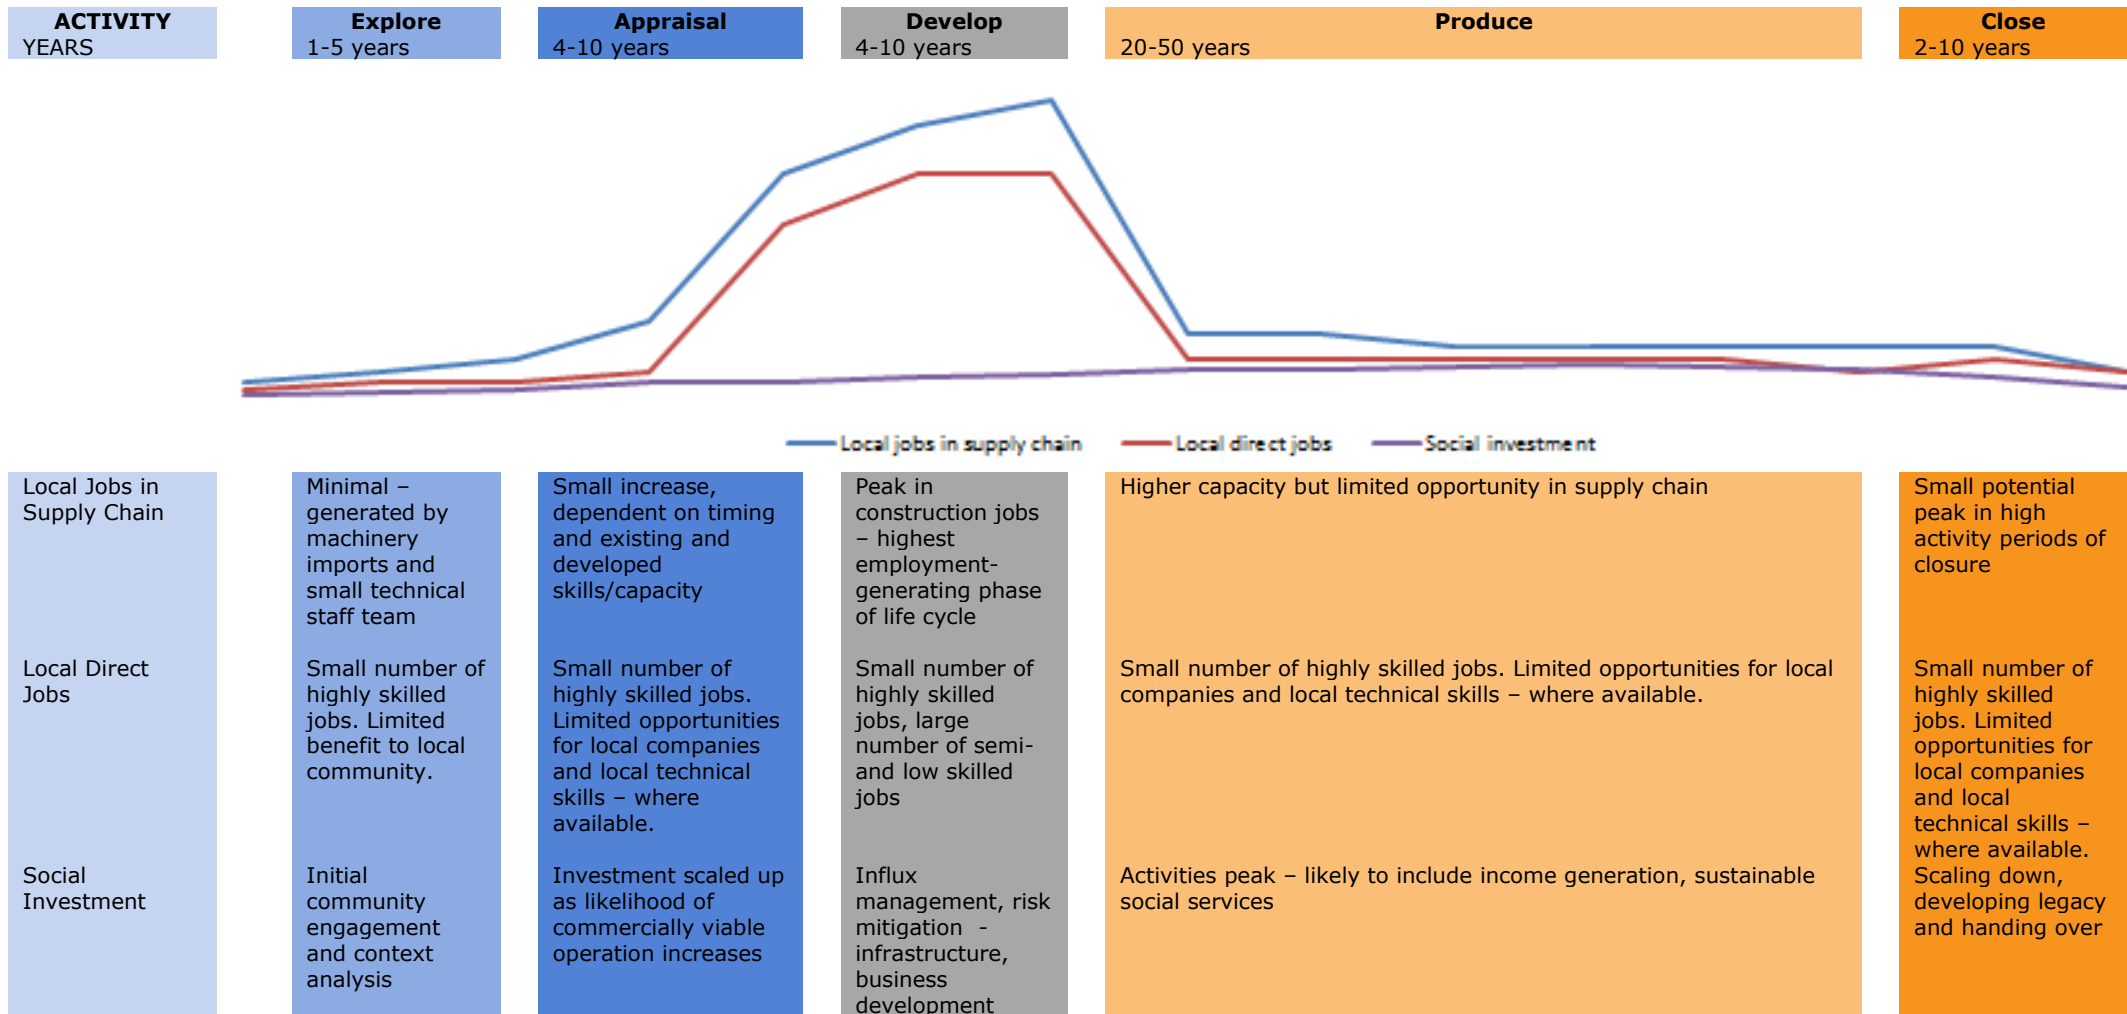 ACTIVITY
YEARS
Explore
1-5 years
Appraisal
4-10 years
Develop
4-10 years
Produce
20-50 years
Close
2-10 years
Local jobs in supply chain
Local direct jobs
Social investment
Local Jobs in
Supply Chain
Minimal –
generated by
machinery
imports and
small technical
staff team
Small increase,
dependent on timing
and existing and
developed
skills/capacity
Peak in
construction jobs
– highest
employment-
generating phase
of life cycle
Higher capacity but limited opportunity in supply chain
Small potential
peak in high
activity periods of
closure
Local Direct
Jobs
Small number of
highly skilled
jobs. Limited
benefit to local
community.
Small number of
highly skilled jobs.
Limited opportunities
for local companies
and local technical
skills – where
available.
Small number of
highly skilled
jobs, large
number of semi-
and low skilled
jobs
Small number of highly skilled jobs. Limited opportunities for local
companies and local technical skills – where available.
Small number of
highly skilled
jobs. Limited
opportunities for
local companies
and local
technical skills –
where available.
Social
Investment
Initial
community
engagement
and context
analysis
Investment scaled up
as likelihood of
commercially viable
operation increases
Influx
management, risk
mitigation -
infrastructure,
business
development
Activities peak – likely to include income generation, sustainable
social services
Scaling down,
developing legacy
and handing over